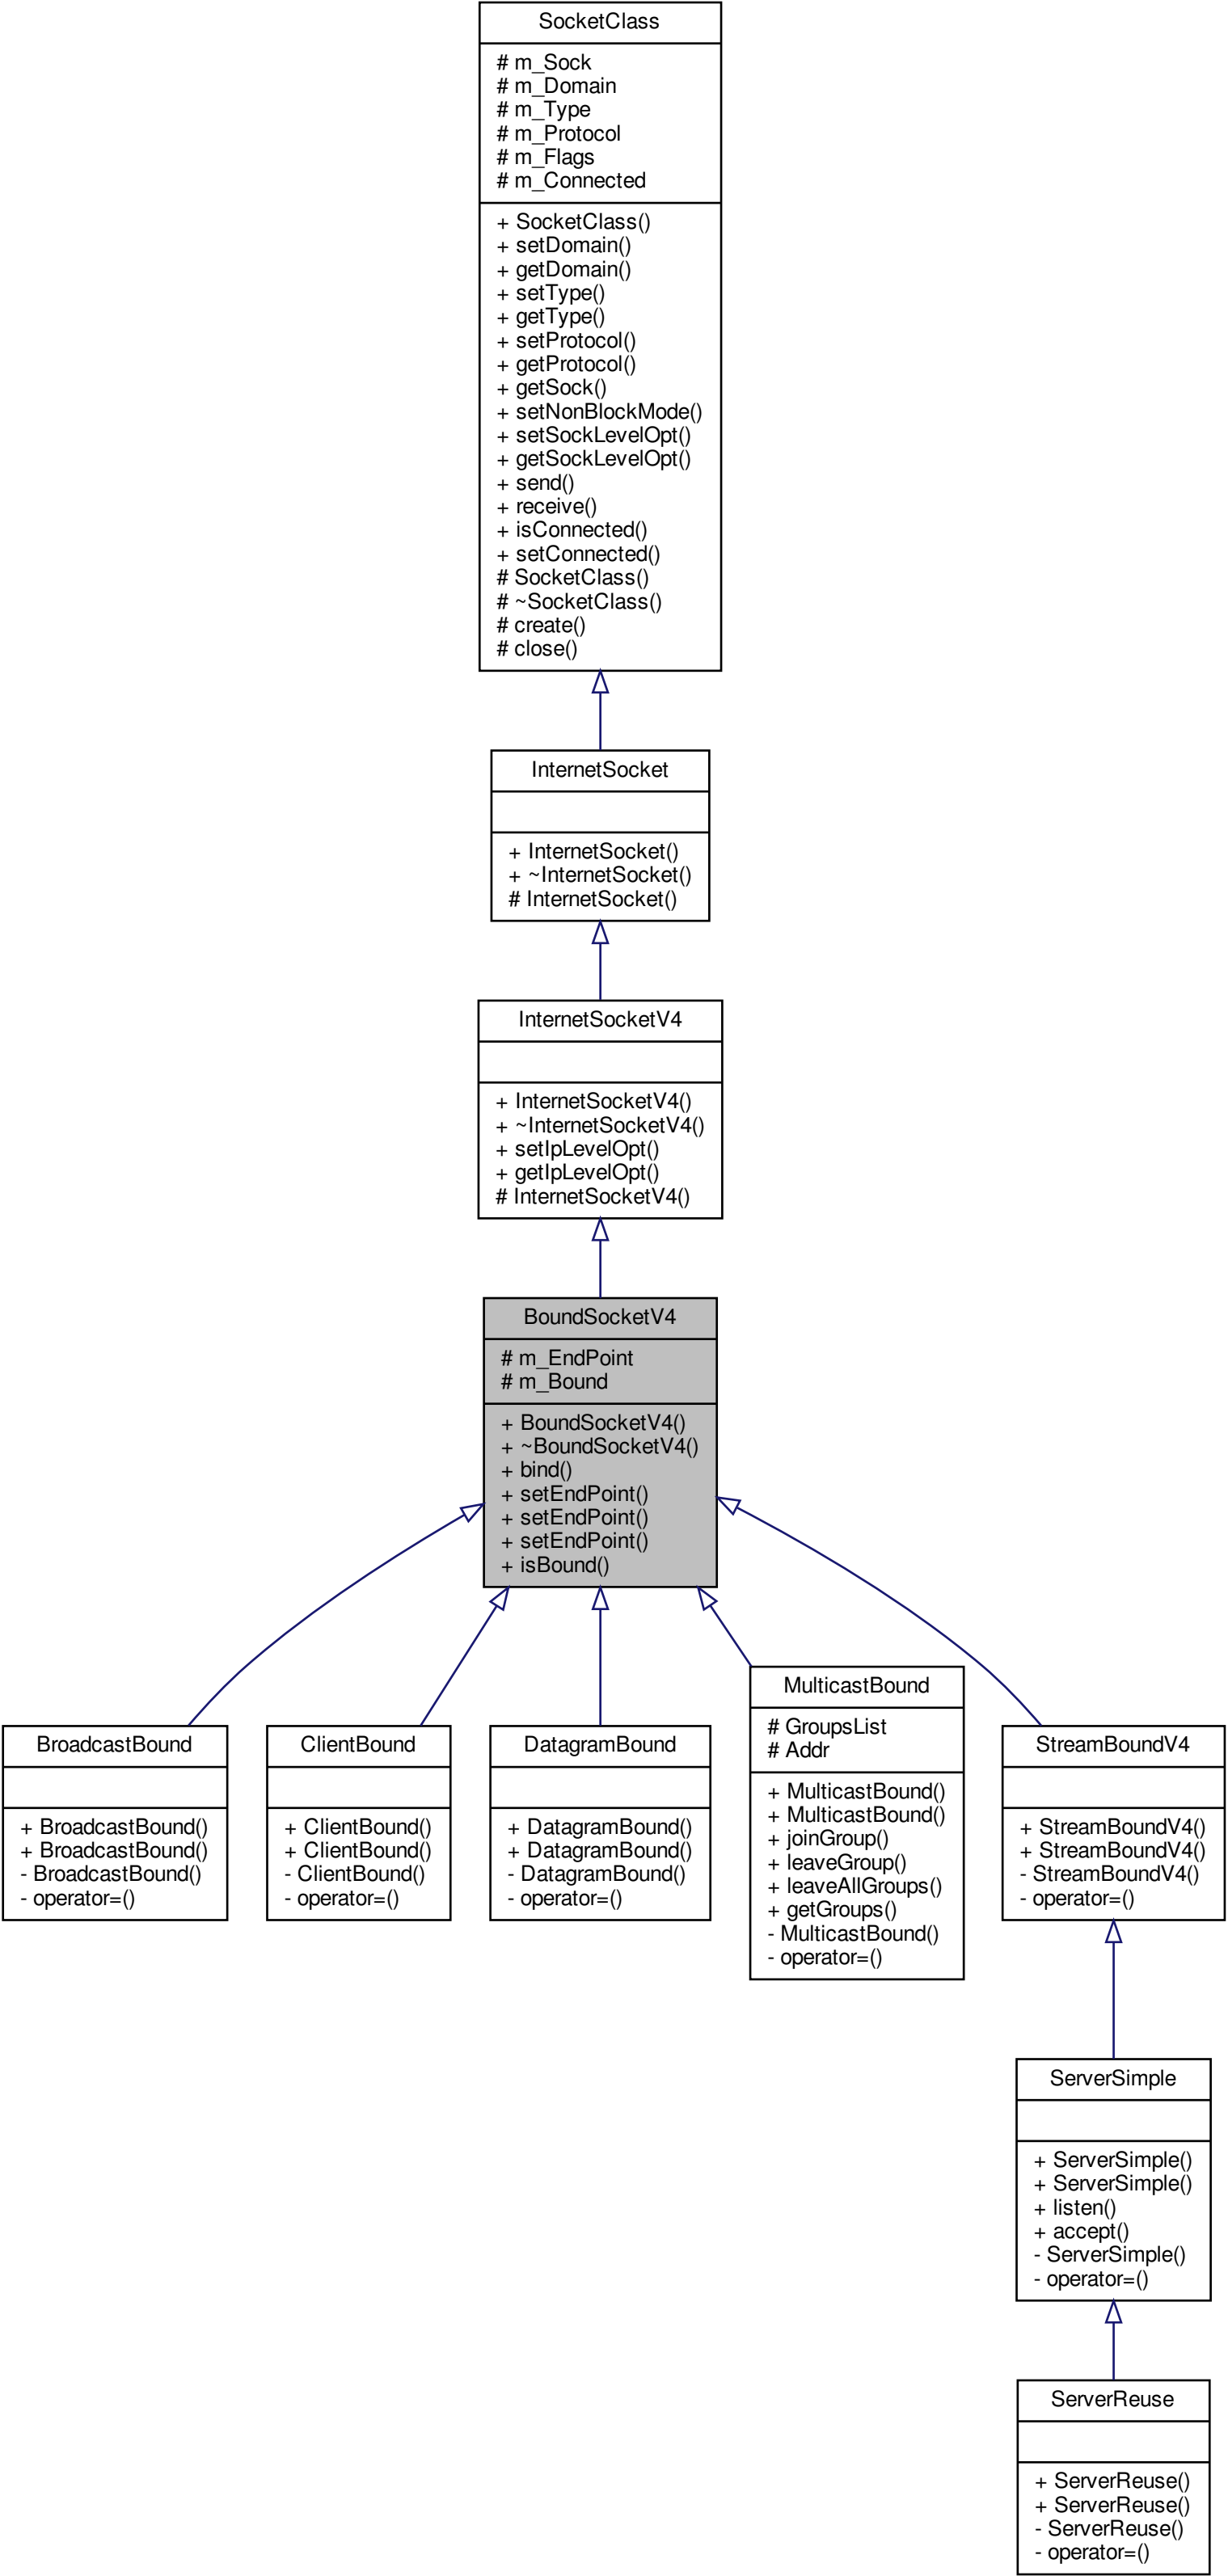 SocketClass
# m_Sock
# m_Domain
# m_Type
# m_Protocol
# m_Flags
# m_Connected
+ SocketClass()
+ setDomain()
+ getDomain()
+ setType()
+ getType()
+ setProtocol()
+ getProtocol()
+ getSock()
+ setNonBlockMode()
+ setSockLevelOpt()
+ getSockLevelOpt()
+ send()
+ receive()
+ isConnected()
+ setConnected()
# SocketClass()
# ~SocketClass()
# create()
# close()
InternetSocket
+ InternetSocket()
+ ~InternetSocket()
# InternetSocket()
InternetSocketV4
+ InternetSocketV4()
+ ~InternetSocketV4()
+ setIpLevelOpt()
+ getIpLevelOpt()
# InternetSocketV4()
BoundSocketV4
# m_EndPoint
# m_Bound
+ BoundSocketV4()
+ ~BoundSocketV4()
+ bind()
+ setEndPoint()
+ setEndPoint()
+ setEndPoint()
+ isBound()
BroadcastBound
+ BroadcastBound()
+ BroadcastBound()
- BroadcastBound()
- operator=()
ClientBound
+ ClientBound()
+ ClientBound()
- ClientBound()
- operator=()
DatagramBound
+ DatagramBound()
+ DatagramBound()
- DatagramBound()
- operator=()
MulticastBound
# GroupsList
# Addr
+ MulticastBound()
+ MulticastBound()
+ joinGroup()
+ leaveGroup()
+ leaveAllGroups()
+ getGroups()
- MulticastBound()
- operator=()
StreamBoundV4
+ StreamBoundV4()
+ StreamBoundV4()
- StreamBoundV4()
- operator=()
ServerSimple
+ ServerSimple()
+ ServerSimple()
+ listen()
+ accept()
- ServerSimple()
- operator=()
ServerReuse
+ ServerReuse()
+ ServerReuse()
- ServerReuse()
- operator=()